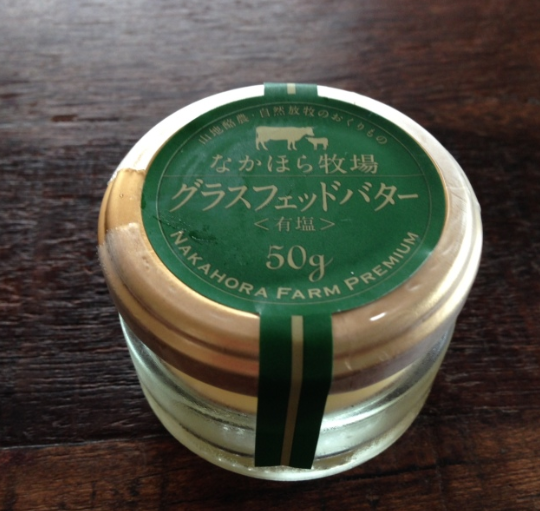 山地酪農・自然放牧のおくりもの
なかほら牧場
グラスフェッドバター
＜有塩＞
50g
NAKAHORA FARM PREMIUM